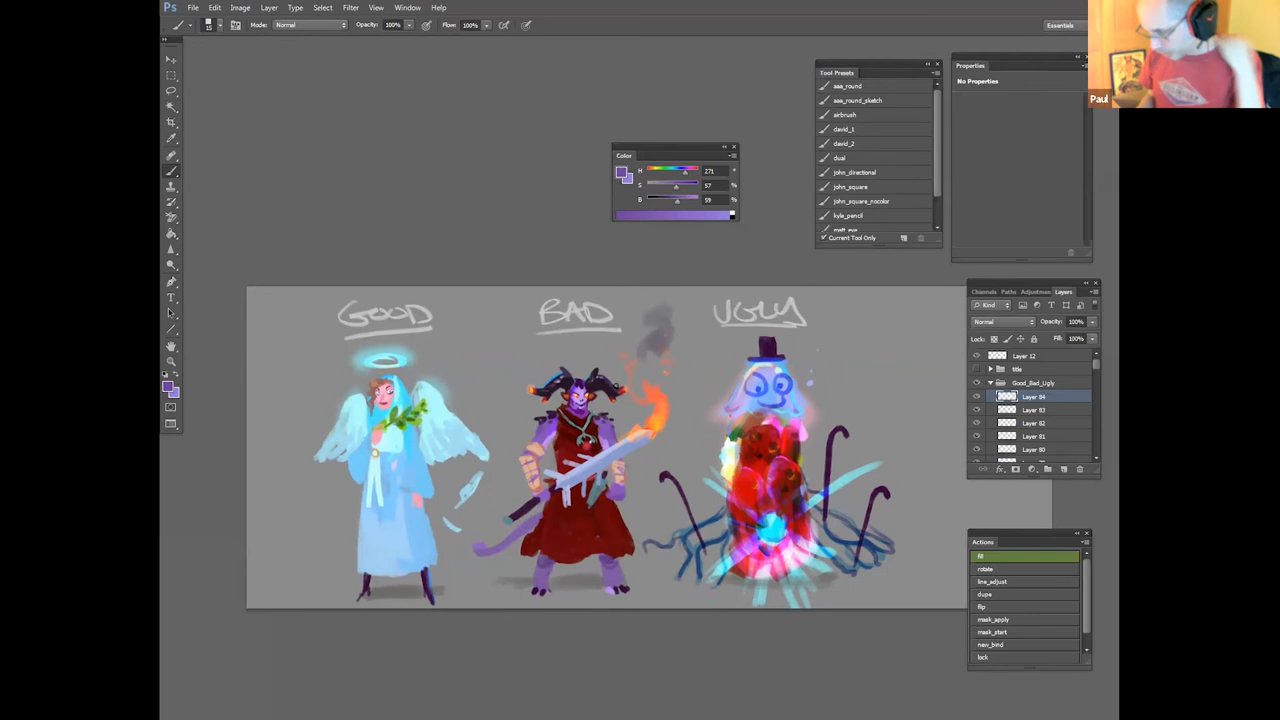 Ps File Edit Image Layer Type Select Filter View Window Help
15 Mode: Normal Opacity: 100% Flow: 100% Essentials
Paul
Tool Presets
aaa_round
aaa_round_sketch
airbrush
david_1
david_2
dual
john_directional
john_square
john_square_nocolor
kyle_pencil
matt_eye
Current Tool Only
Properties
No Properties
Color
H 271 °
S 57 %
B 59 %
GOOD BAD UGLY
Channels Paths Adjustmen Layers
Kind
Normal Opacity: 100%
Lock: Fill: 100%
Layer 12
title
Good_Bad_Ugly
Layer 84
Layer 83
Layer 82
Layer 81
Layer 80
fx
Actions
fill
rotate
line_adjust
dupe
flip
mask_apply
mask_start
new_bind
lock